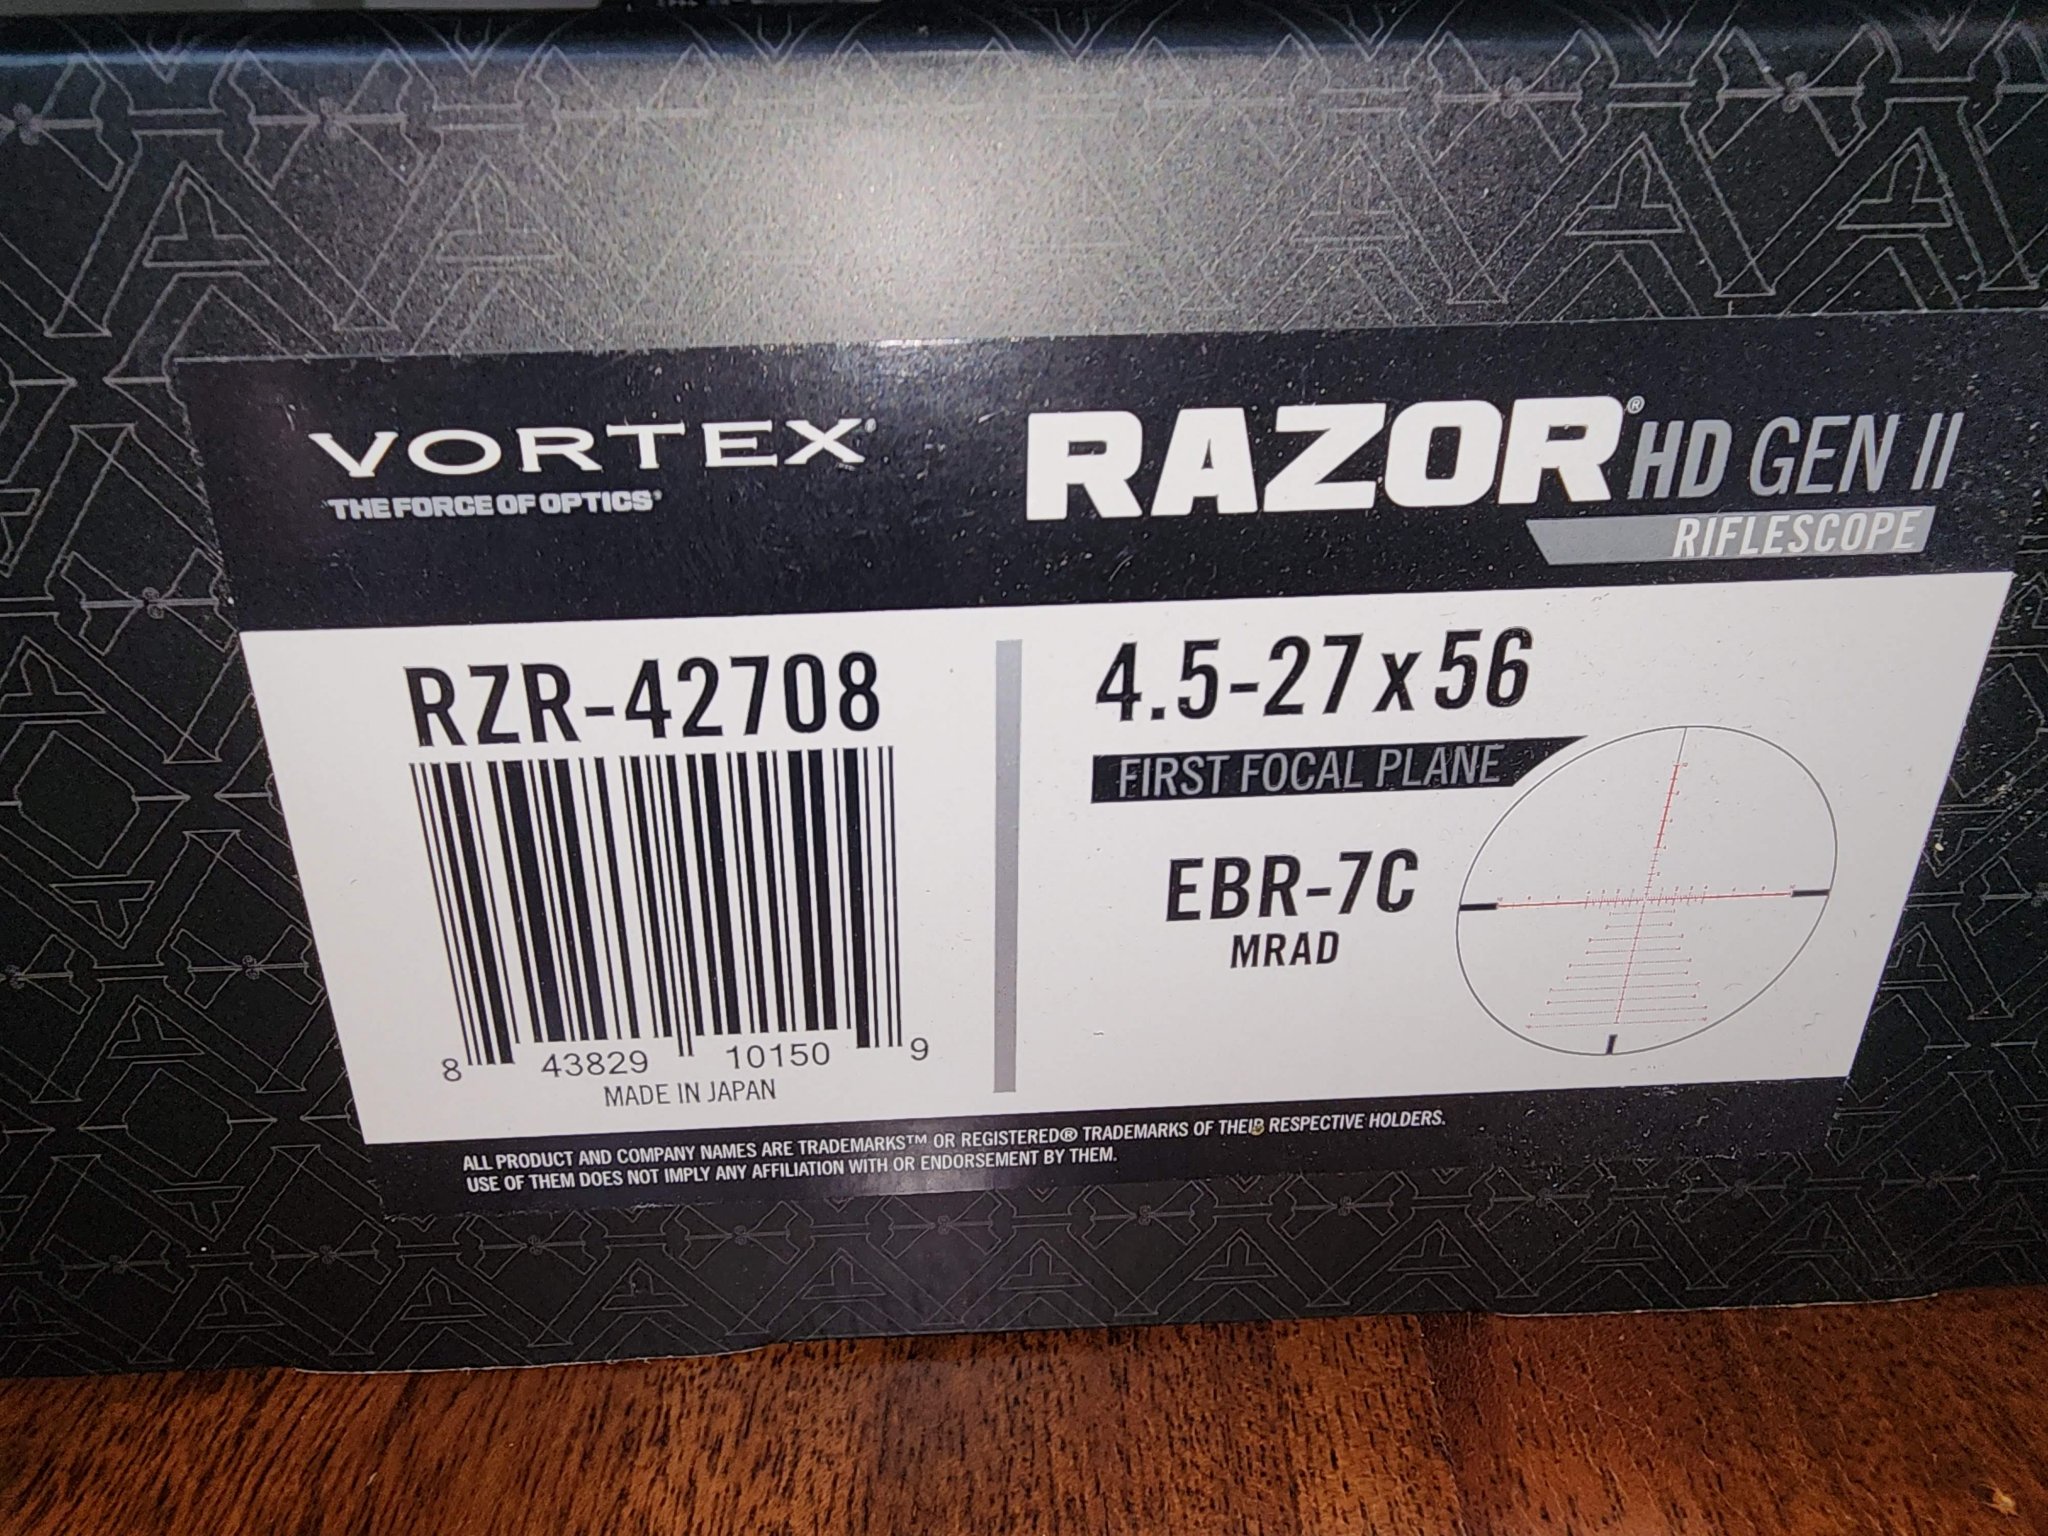 VORTEX®
THE FORCE OF OPTICS®
RAZOR® HD GEN II
RIFLESCOPE
RZR-42708
8 43829 10150 9
MADE IN JAPAN
4.5-27x56
FIRST FOCAL PLANE
EBR-7C
MRAD
ALL PRODUCT AND COMPANY NAMES ARE TRADEMARKS™ OR REGISTERED® TRADEMARKS OF THEIR RESPECTIVE HOLDERS.
USE OF THEM DOES NOT IMPLY ANY AFFILIATION WITH OR ENDORSEMENT BY THEM.